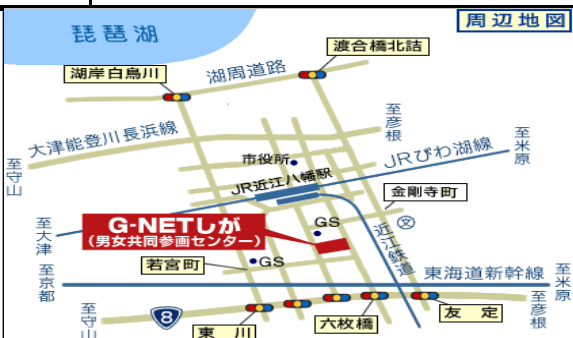 周辺地図
琵琶湖
渡合橋北詰
湖岸白鳥川
湖周道路
大津能登川長浜線
至彦根
至守山
市役所
JRびわ湖線
至米原
JR近江八幡駅
金剛寺町
文
GS
G-NETしが
(男女共同参画センター)
至大津
近江鉄道
若宮町
GS
東海道新幹線
至京都
至米原
至守山
8
東川
六枚橋
友定
至彦根